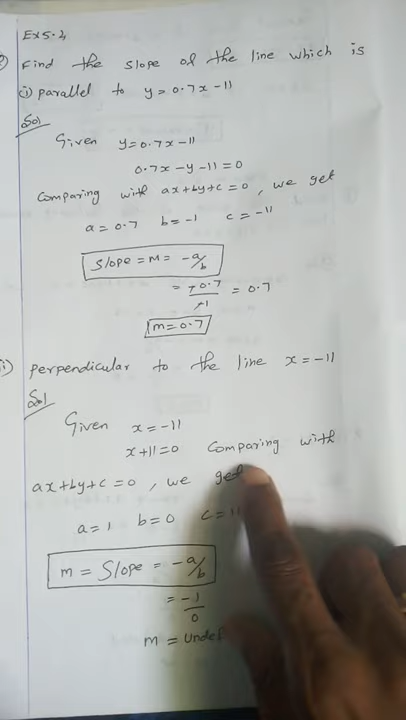 Ex 5.4
Find the slope of the line which is
(i) parallel to y = 0.7x - 11
Sol
Given y = 0.7x - 11
0.7x - y - 11 = 0
Comparing with ax + by + c = 0, we get
a = 0.7 b = -1 c = -11
Slope = m = -a/b
= -0.7/-1 = 0.7
m = 0.7
i) perpendicular to the line x = -11
Sol
Given x = -11
x + 11 = 0 Comparing with
ax + by + c = 0, we get
a = 1 b = 0 c = 11
m = Slope = -a/b
= -1/0
m =